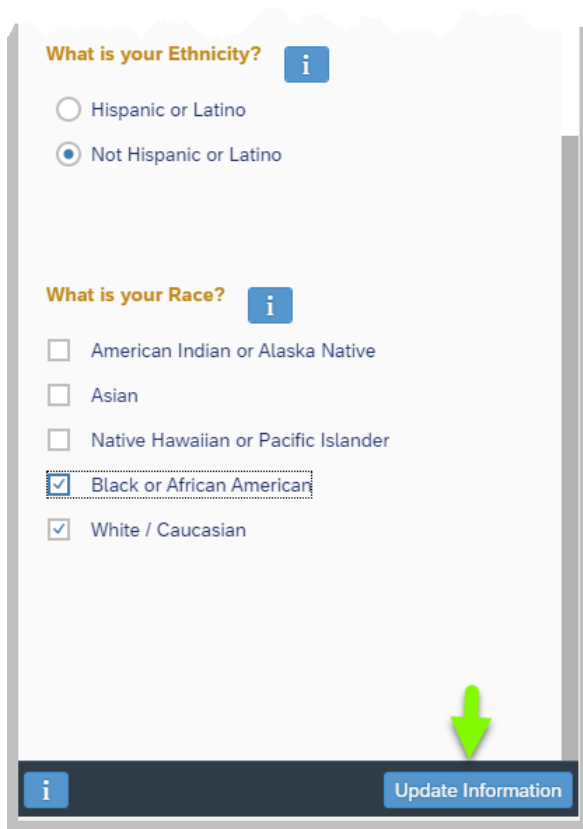 What is your Ethnicity?
i
Hispanic or Latino
Not Hispanic or Latino
What is your Race?
i
American Indian or Alaska Native
Asian
Native Hawaiian or Pacific Islander
Black or African American
White / Caucasian
i
Update Information